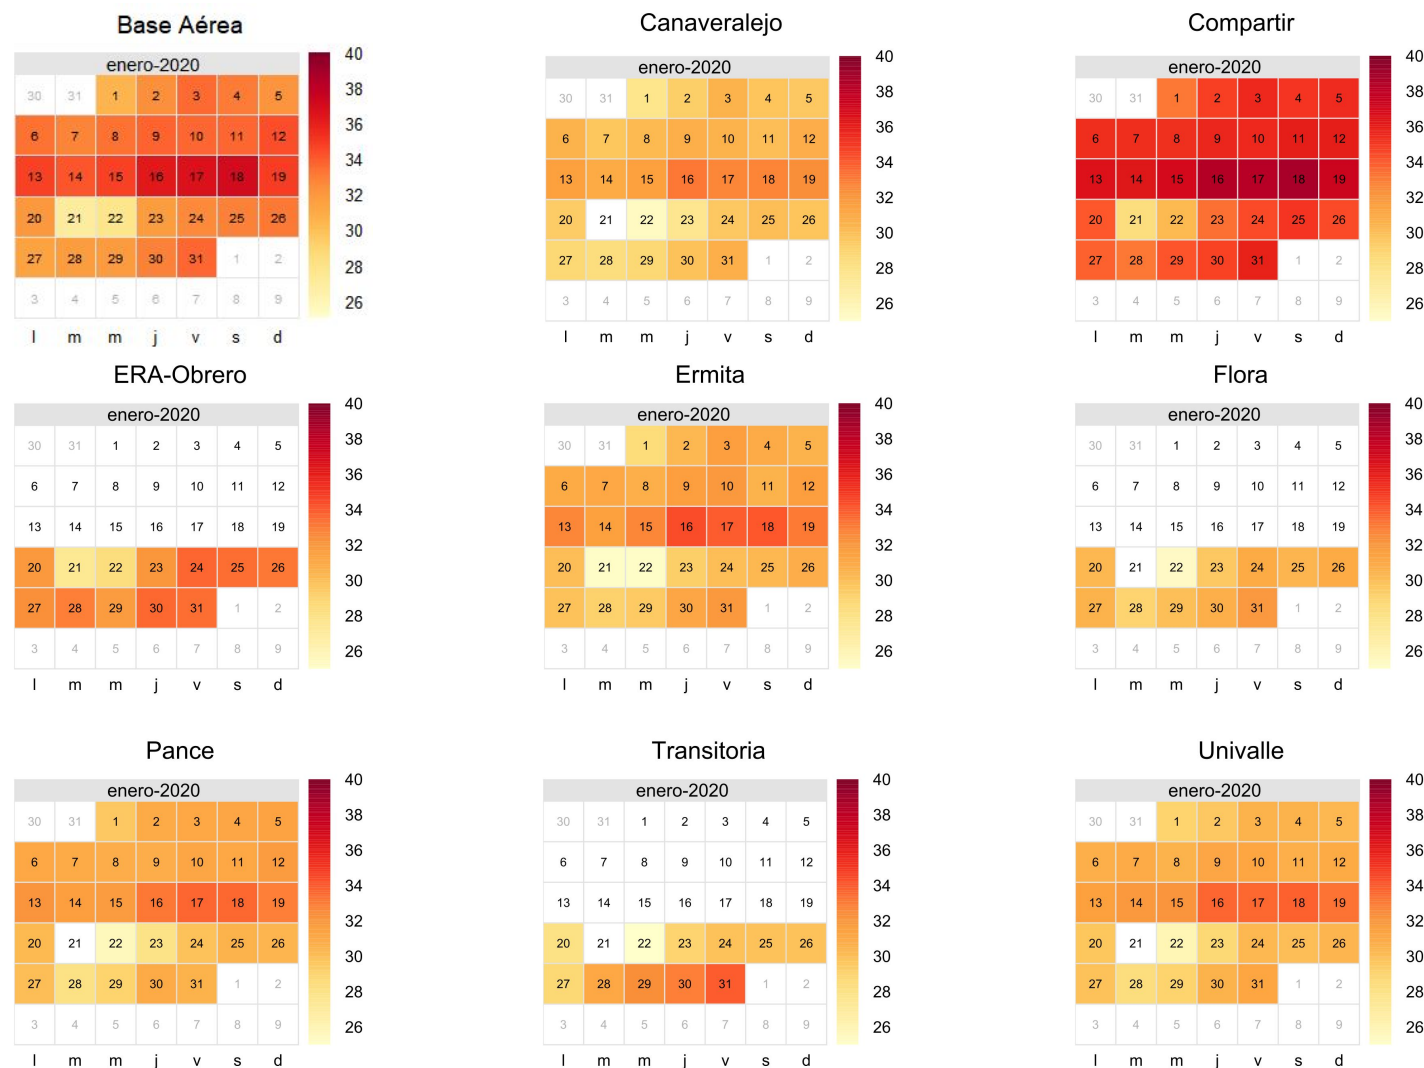 Base Aérea
enero-2020
30 31 1 2 3 4 5
6 7 8 9 10 11 12
13 14 15 16 17 18 19
20 21 22 23 24 25 26
27 28 29 30 31 1 2
3 4 5 6 7 8 9
l m m j v s d
40
38
36
34
32
30
28
26
Canaveralejo
enero-2020
30 31 1 2 3 4 5
6 7 8 9 10 11 12
13 14 15 16 17 18 19
20 21 22 23 24 25 26
27 28 29 30 31 1 2
3 4 5 6 7 8 9
l m m j v s d
40
38
36
34
32
30
28
26
Compartir
enero-2020
30 31 1 2 3 4 5
6 7 8 9 10 11 12
13 14 15 16 17 18 19
20 21 22 23 24 25 26
27 28 29 30 31 1 2
3 4 5 6 7 8 9
l m m j v s d
40
38
36
34
32
30
28
26
ERA-Obrero
enero-2020
30 31 1 2 3 4 5
6 7 8 9 10 11 12
13 14 15 16 17 18 19
20 21 22 23 24 25 26
27 28 29 30 31 1 2
3 4 5 6 7 8 9
l m m j v s d
40
38
36
34
32
30
28
26
Ermita
enero-2020
30 31 1 2 3 4 5
6 7 8 9 10 11 12
13 14 15 16 17 18 19
20 21 22 23 24 25 26
27 28 29 30 31 1 2
3 4 5 6 7 8 9
l m m j v s d
40
38
36
34
32
30
28
26
Flora
enero-2020
30 31 1 2 3 4 5
6 7 8 9 10 11 12
13 14 15 16 17 18 19
20 21 22 23 24 25 26
27 28 29 30 31 1 2
3 4 5 6 7 8 9
l m m j v s d
40
38
36
34
32
30
28
26
Pance
enero-2020
30 31 1 2 3 4 5
6 7 8 9 10 11 12
13 14 15 16 17 18 19
20 21 22 23 24 25 26
27 28 29 30 31 1 2
3 4 5 6 7 8 9
l m m j v s d
40
38
36
34
32
30
28
26
Transitoria
enero-2020
30 31 1 2 3 4 5
6 7 8 9 10 11 12
13 14 15 16 17 18 19
20 21 22 23 24 25 26
27 28 29 30 31 1 2
3 4 5 6 7 8 9
l m m j v s d
40
38
36
34
32
30
28
26
Univalle
enero-2020
30 31 1 2 3 4 5
6 7 8 9 10 11 12
13 14 15 16 17 18 19
20 21 22 23 24 25 26
27 28 29 30 31 1 2
3 4 5 6 7 8 9
l m m j v s d
40
38
36
34
32
30
28
26